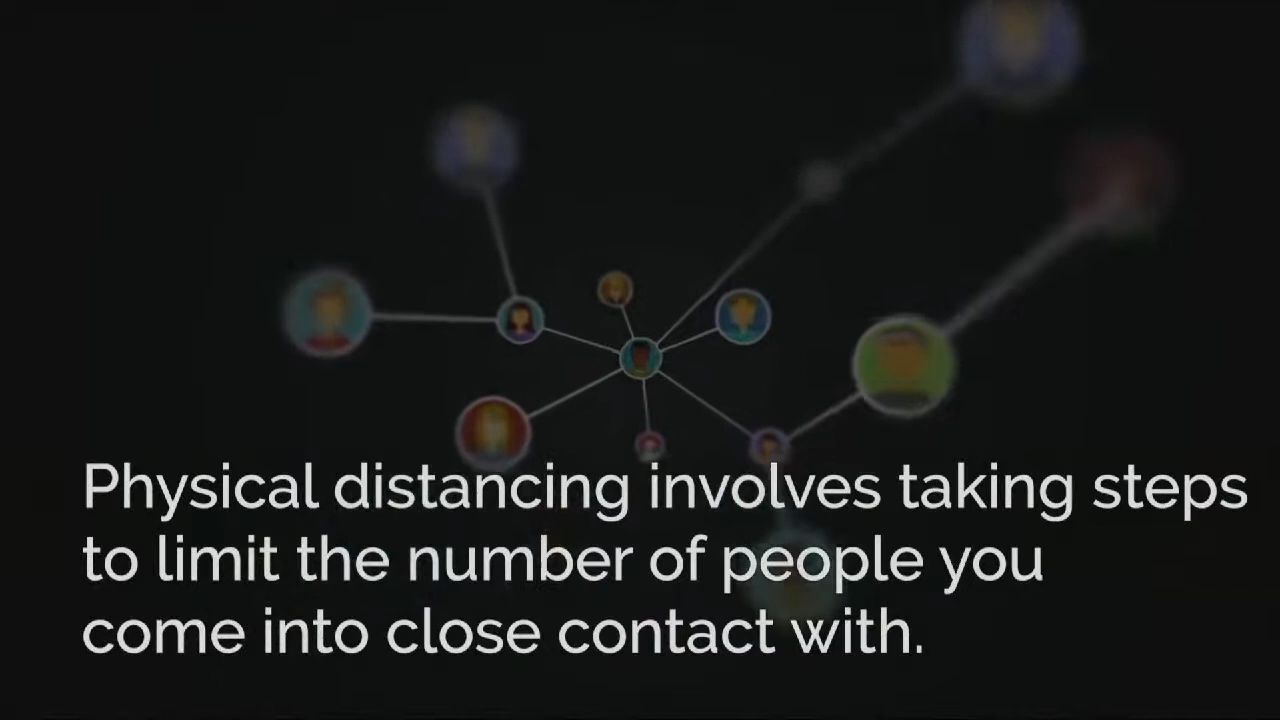 Physical distancing involves taking steps
to limit the number of people you
come into close contact with.